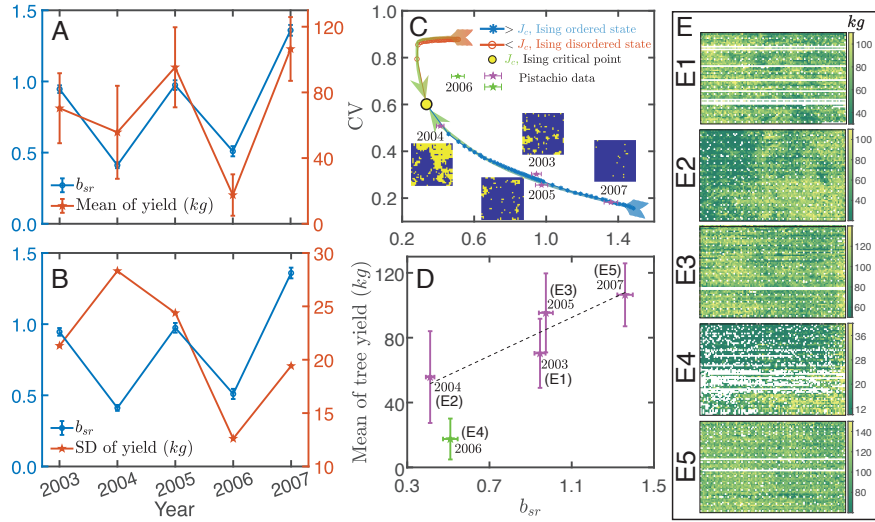 A
1.5
1.0
0.5
0.0
120
80
40
0
b_sr
Mean of yield (kg)
B
1.5
1.0
0.5
0.0
30
28
25
23
20
18
15
13
10
b_sr
SD of yield (kg)
2003 2004 2005 2006 2007
Year
C
CV
0.8
0.6
0.4
0.2
0.2 0.6 1.0 1.4
> J_c, Ising ordered state
< J_c, Ising disordered state
J_c, Ising critical point
Pistachio data
2006
2004
2003
2005
2007
D
Mean of tree yield (kg)
120
80
40
0
0.3 0.7 1.1 1.5
b_sr
(E5)
2007
(E3)
2005
2003
(E1)
2004
(E2)
(E4)
2006
E
kg
E1
100
80
60
40
E2
100
80
60
40
E3
120
100
80
60
E4
36
28
20
12
E5
120
100
80
60